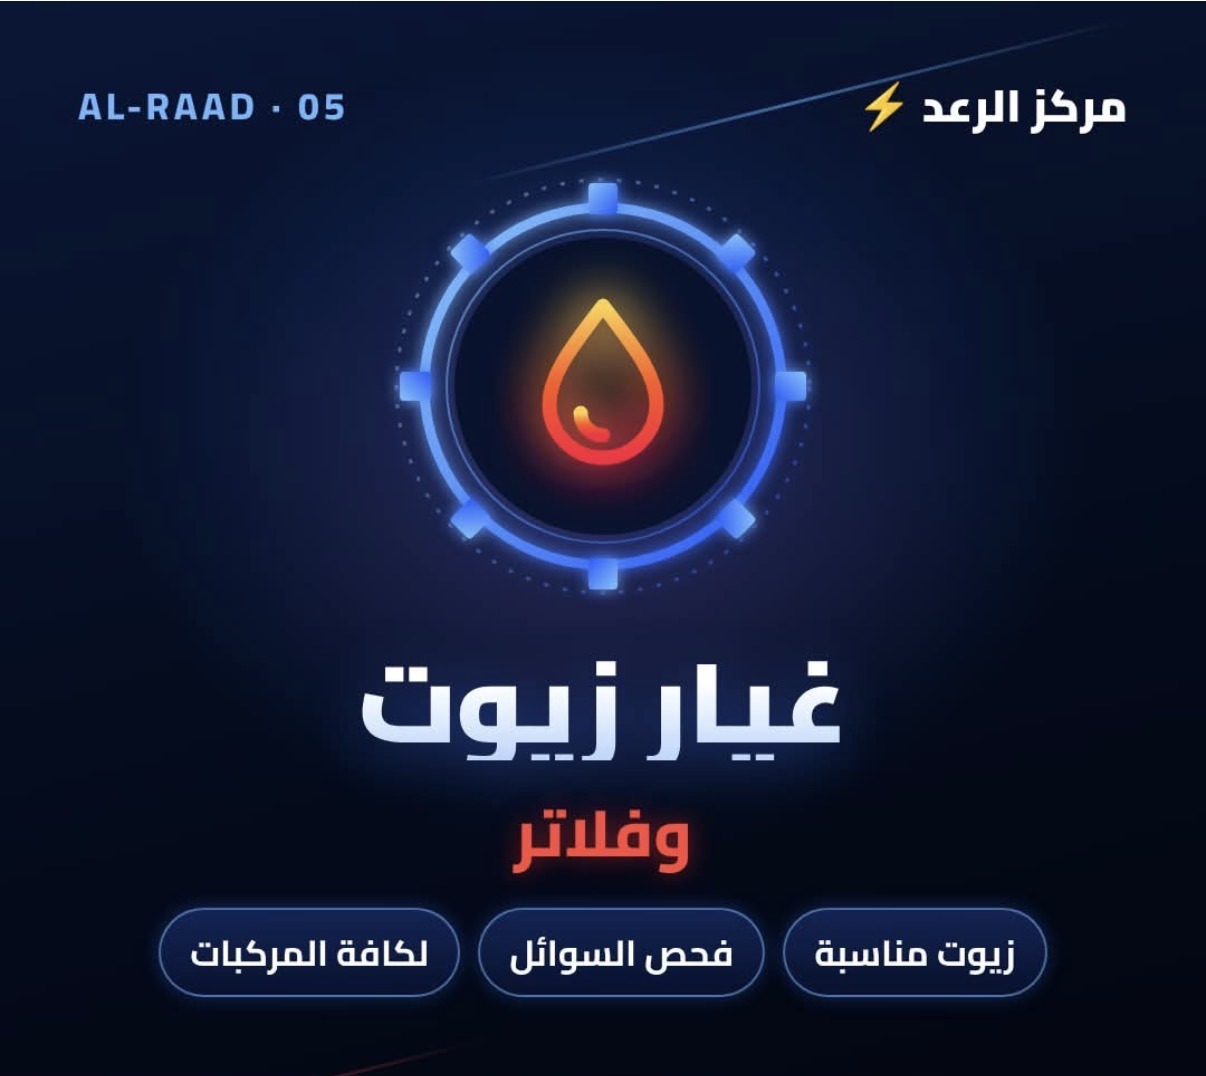 مركز الرعد ⚡
AL-RAAD · 05
غيار زيوت
وفلاتر
زيوت مناسبة
فحص السوائل
لكافة المركبات